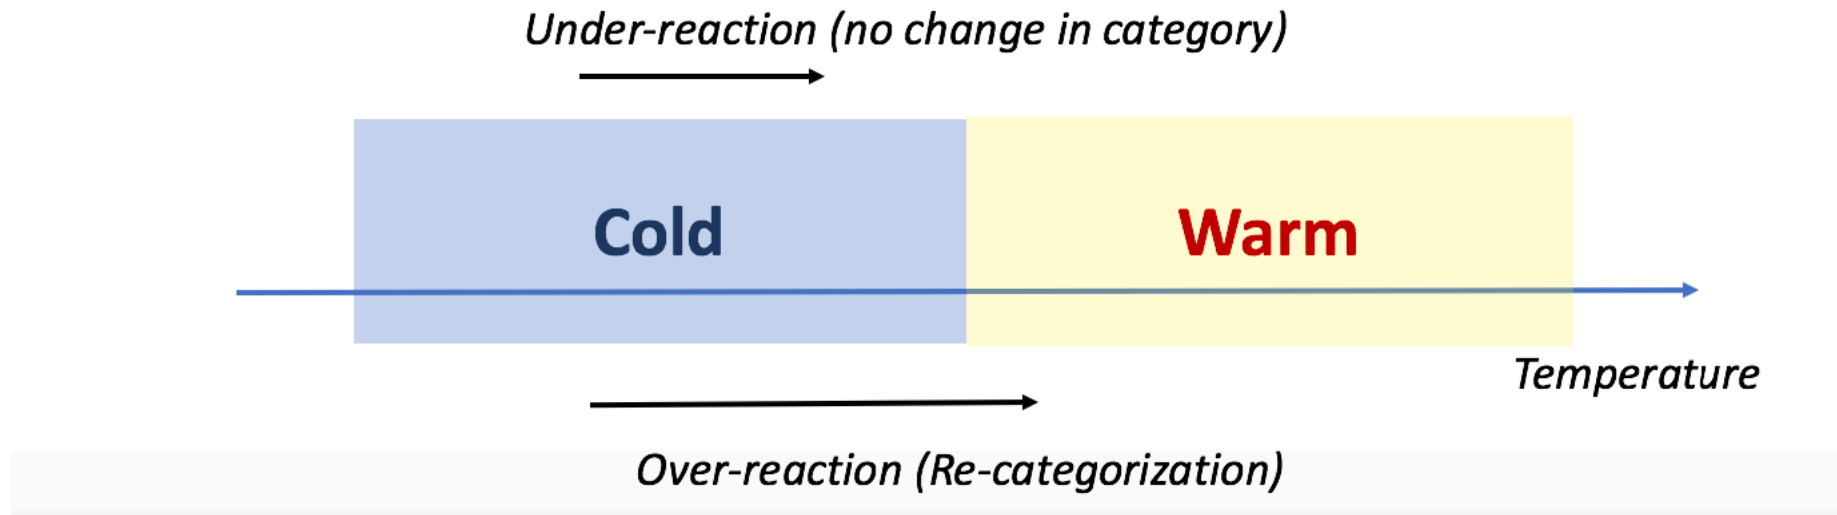 Under-reaction (no change in category)
Cold
Warm
Temperature
Over-reaction (Re-categorization)